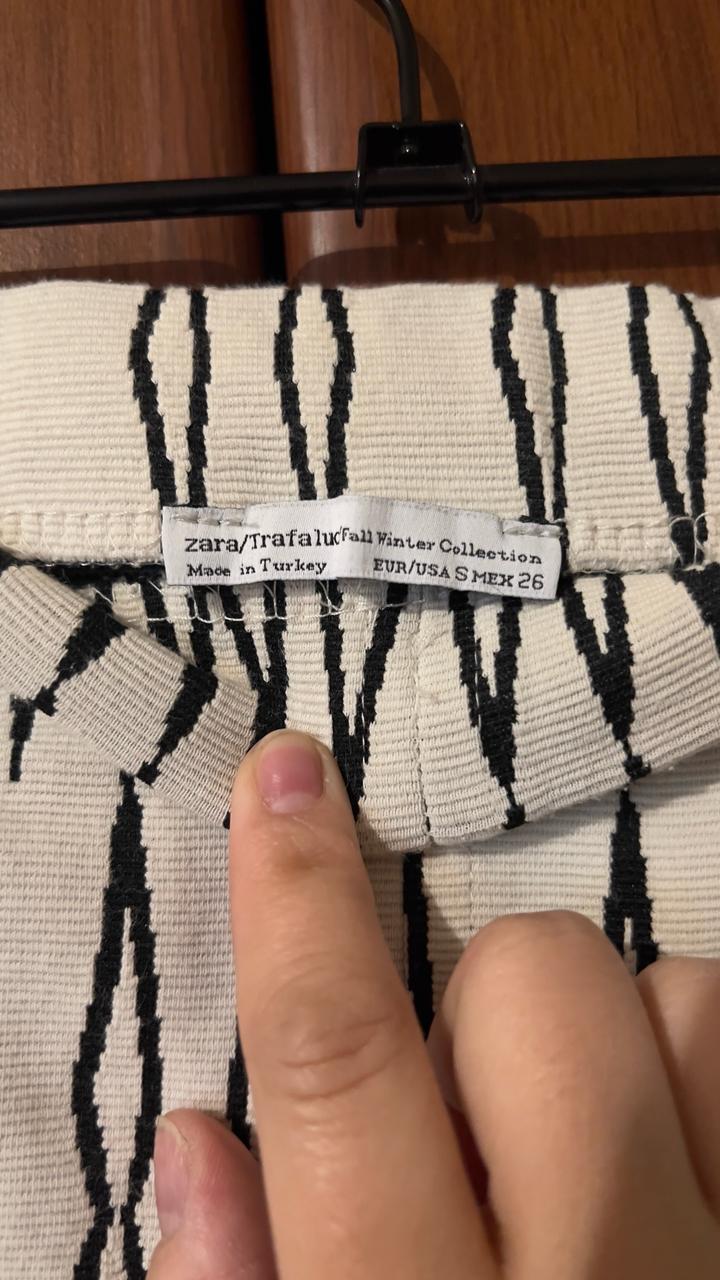 zara/Trafaluc Fall Winter Collection
Made in Turkey EUR/USA S MEX 26